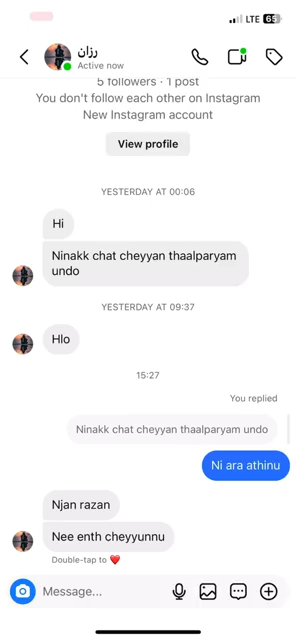 LTE 63
رزان
Active now
5 followers · 1 post
You don't follow each other on Instagram
New Instagram account
View profile
YESTERDAY AT 00:06
Hi
Ninakk chat cheyyan thaalparyam
undo
YESTERDAY AT 09:37
Hlo
15:27
You replied
Ninakk chat cheyyan thaalparyam undo
Ni ara athinu
Njan razan
Nee enth cheyyunnu
Double-tap to ❤️
Message...